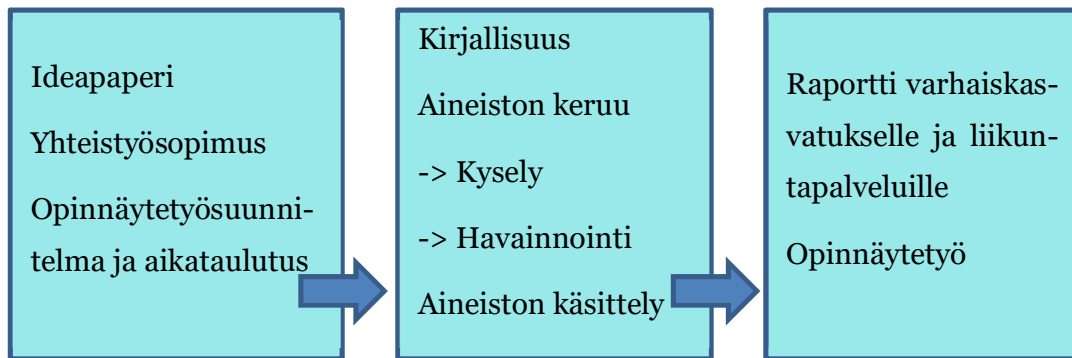 Ideapaperi
Yhteistyösopimus
Opinnäytetyösuunni-
telma ja aikataulutus
Kirjallisuus
Aineiston keruu
-> Kysely
-> Havainnointi
Aineiston käsittely
Raportti varhaiskas-
vatukselle ja liikun-
tapalveluille
Opinnäytetyö